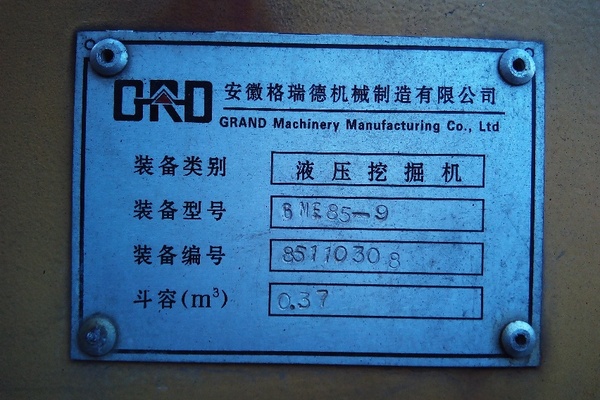 GRD 安徽格瑞德机械制造有限公司
GRAND Machinery Manufacturing Co., Ltd
装备类别 液压挖掘机
装备型号 BME85-9
装备编号 85110308
斗容(m³) 0.37